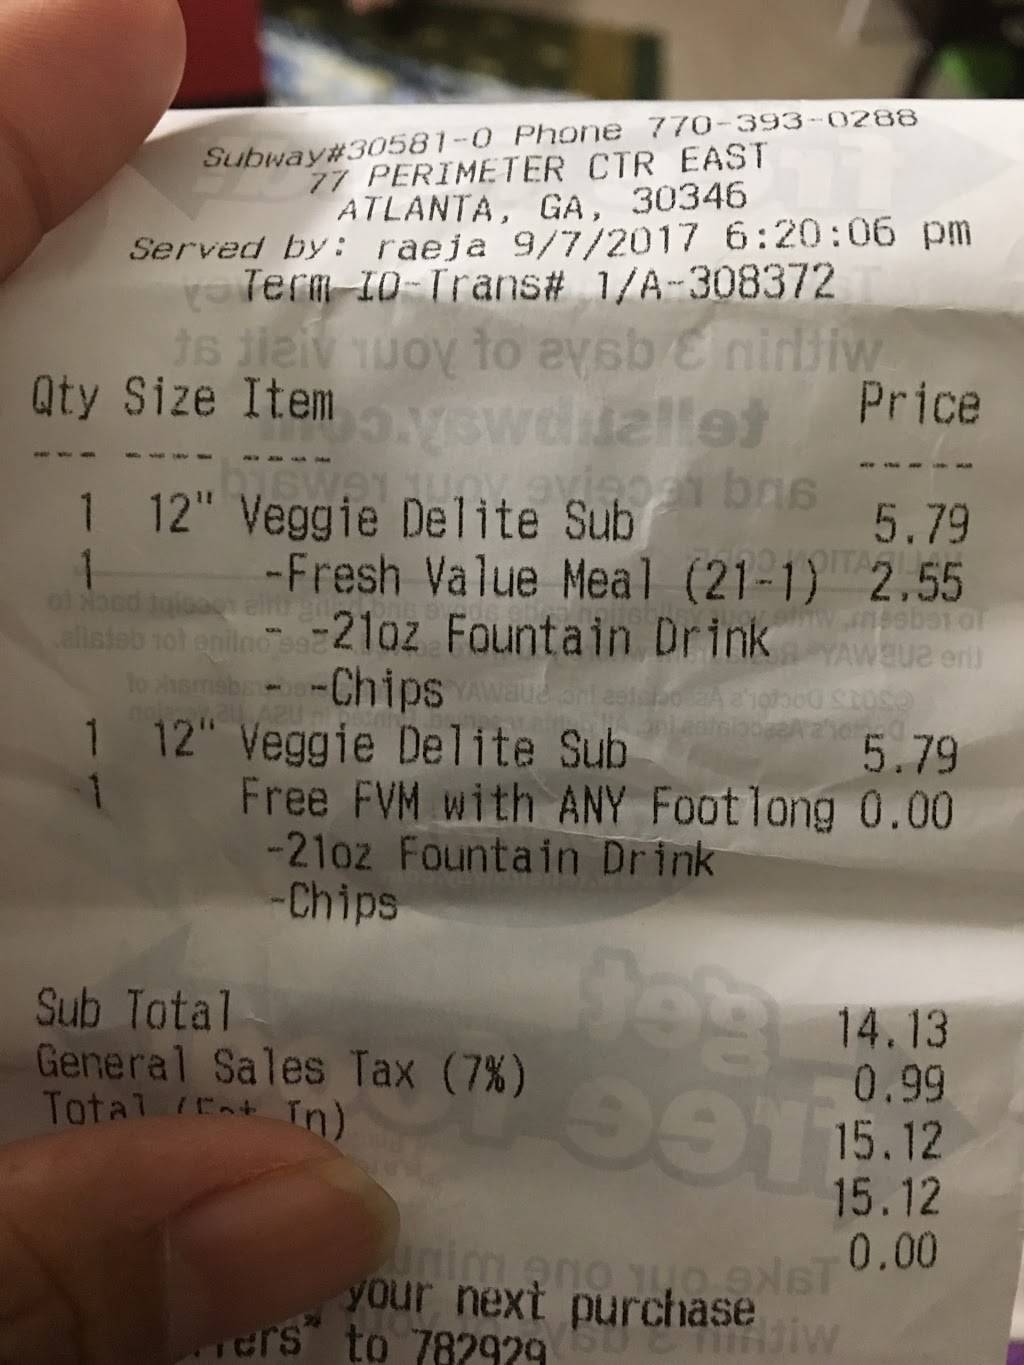 Subway#30581-0 Phone 770-393-0288
77 PERIMETER CTR EAST
ATLANTA, GA, 30346
Served by: raeja 9/7/2017 6:20:06 pm
Term ID-Trans# 1/A-308372
Qty Size Item Price
--- ---- ---- -----
1 12" Veggie Delite Sub 5.79
1 -Fresh Value Meal (21-1) 2.55
- -21oz Fountain Drink
- -Chips
1 12" Veggie Delite Sub 5.79
1 Free FVM with ANY Footlong 0.00
-21oz Fountain Drink
-Chips
Sub Total 14.13
General Sales Tax (7%) 0.99
Total (Eat In) 15.12
15.12
0.00
your next purchase
to 782929